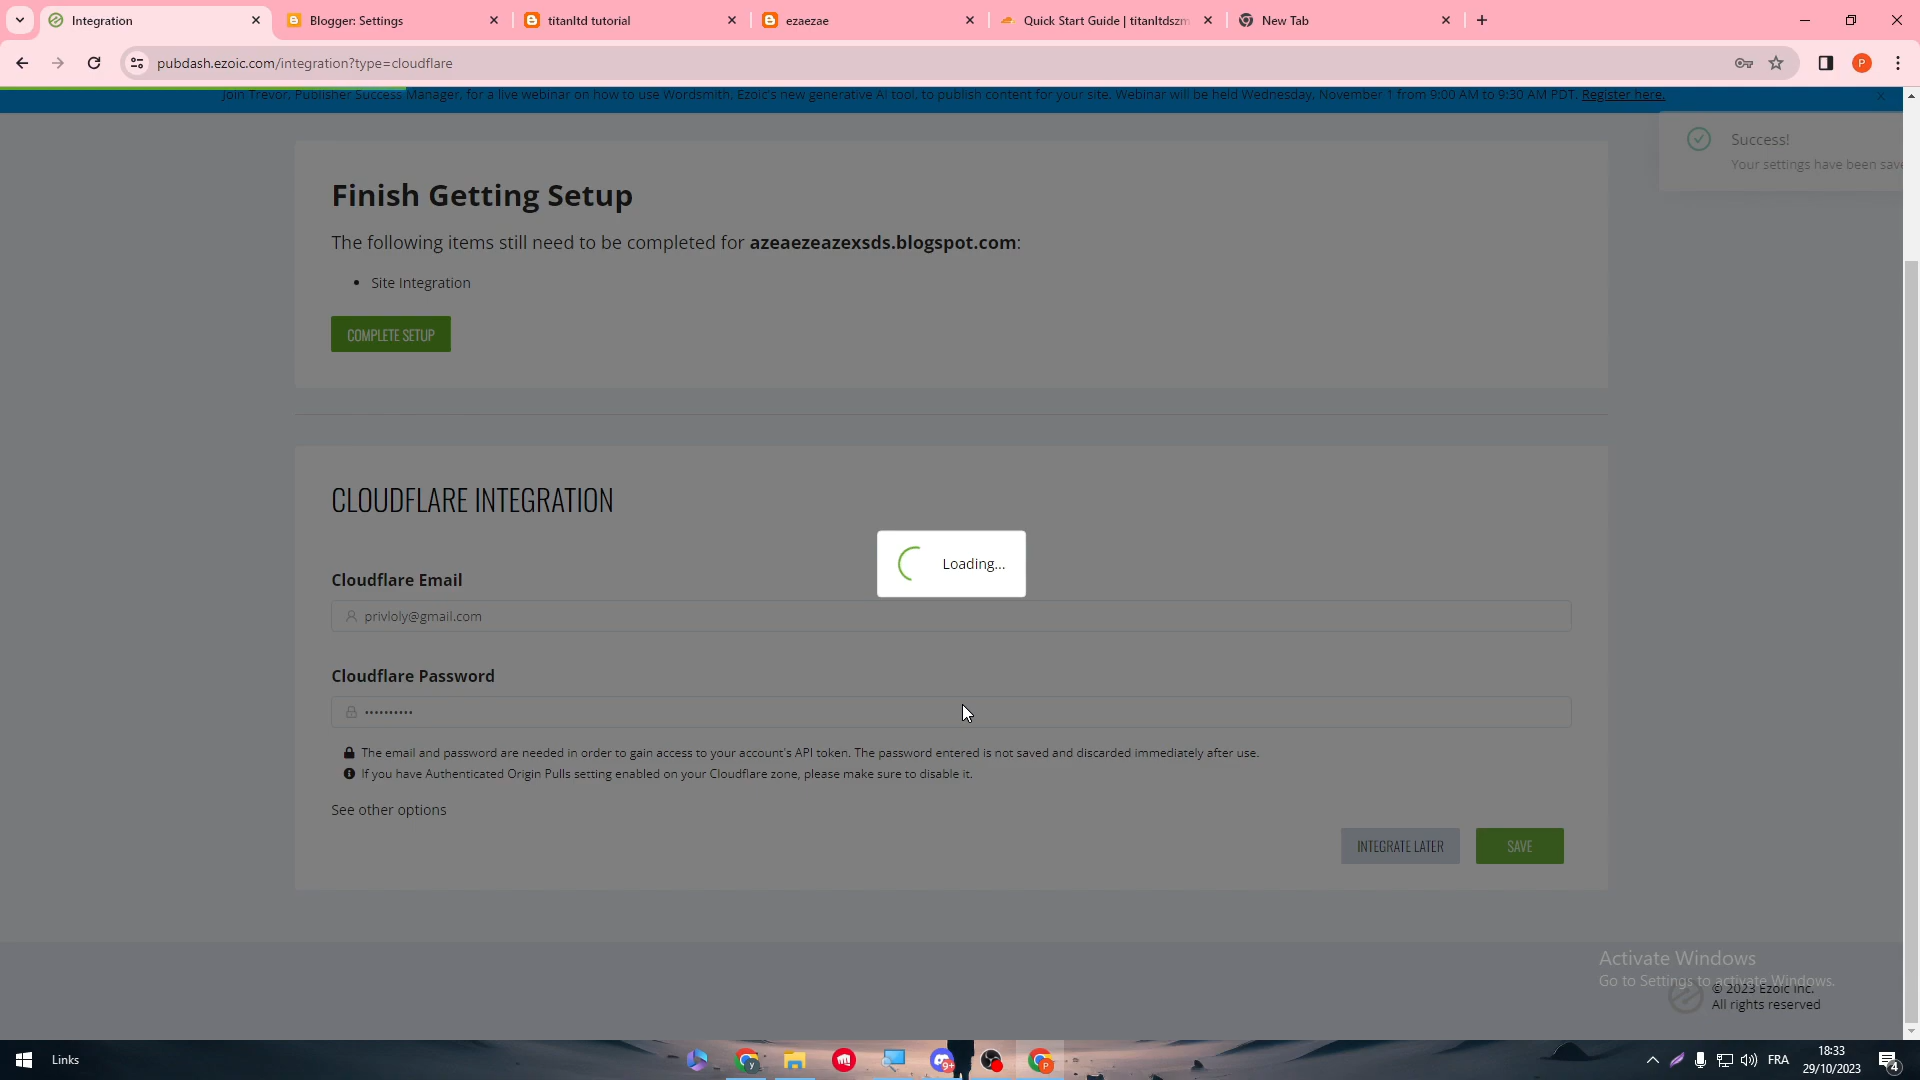 Integration
Blogger: Settings
titanltd tutorial
ezaezae
Quick Start Guide | titanltdszm
New Tab
pubdash.ezoic.com/integration?type=cloudflare
P
Join Trevor, Publisher Success Manager, for a live webinar on how to use Wordsmith, Ezoic's new generative AI tool, to publish content for your site. Webinar will be held Wednesday, November 1 from 9:00 AM to 9:30 AM PDT. Register here.
Success!
Your settings have been save
Finish Getting Setup
The following items still need to be completed for azeaezeazexsds.blogspot.com:
• Site Integration
COMPLETE SETUP
CLOUDFLARE INTEGRATION
Loading...
Cloudflare Email
privloly@gmail.com
Cloudflare Password
••••••••••
The email and password are needed in order to gain access to your account's API token. The password entered is not saved and discarded immediately after use.
If you have Authenticated Origin Pulls setting enabled on your Cloudflare zone, please make sure to disable it.
See other options
INTEGRATE LATER
SAVE
Activate Windows
Go to Settings to activate Windows.
© 2023 Ezoic Inc.
All rights reserved
Links
y
9+
P
FRA
18:33
29/10/2023
4